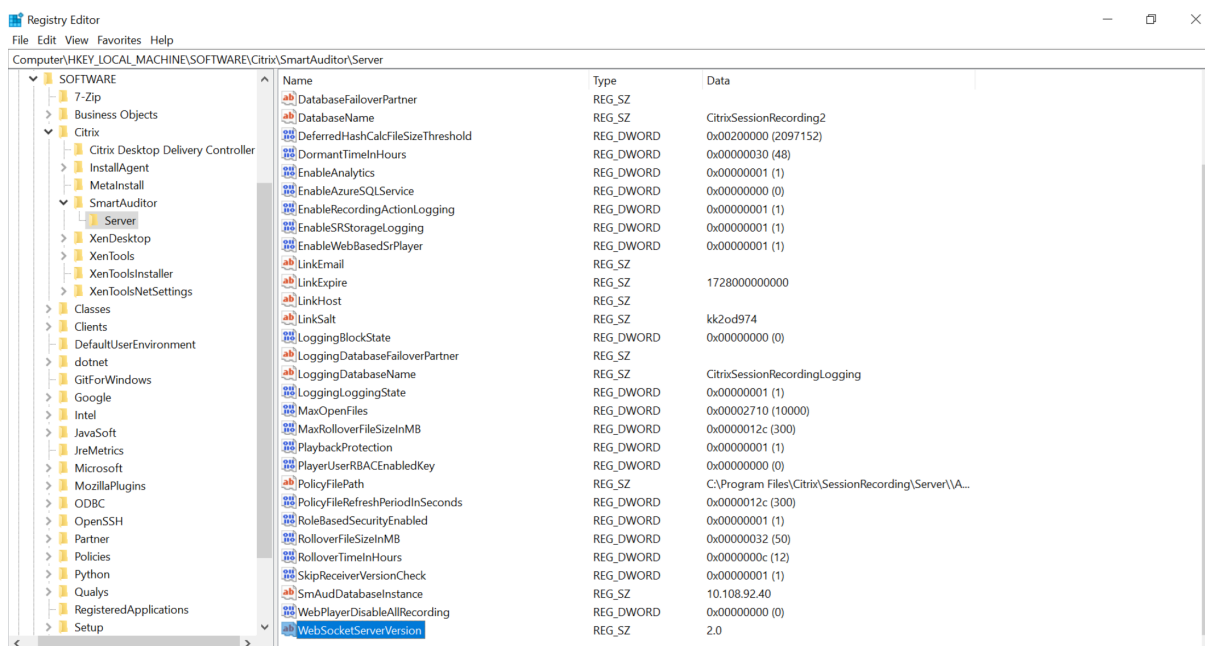 Registry Editor
File Edit View Favorites Help
Computer\HKEY_LOCAL_MACHINE\SOFTWARE\Citrix\SmartAuditor\Server
SOFTWARE
7-Zip
Business Objects
Citrix
Citrix Desktop Delivery Controller
InstallAgent
MetaInstall
SmartAuditor
Server
XenDesktop
XenTools
XenToolsInstaller
XenToolsNetSettings
Classes
Clients
DefaultUserEnvironment
dotnet
GitForWindows
Google
Intel
JavaSoft
JreMetrics
Microsoft
MozillaPlugins
ODBC
OpenSSH
Partner
Policies
Python
Qualys
RegisteredApplications
Setup
Name Type Data
DatabaseFailoverPartner REG_SZ
DatabaseName REG_SZ CitrixSessionRecording2
DeferredHashCalcFileSizeThreshold REG_DWORD 0x00200000 (2097152)
DormantTimeInHours REG_DWORD 0x00000030 (48)
EnableAnalytics REG_DWORD 0x00000001 (1)
EnableAzureSQLService REG_DWORD 0x00000000 (0)
EnableRecordingActionLogging REG_DWORD 0x00000001 (1)
EnableSRStorageLogging REG_DWORD 0x00000001 (1)
EnableWebBasedSrPlayer REG_DWORD 0x00000001 (1)
LinkEmail REG_SZ
LinkExpire REG_SZ 1728000000000
LinkHost REG_SZ
LinkSalt REG_SZ kk2od974
LoggingBlockState REG_DWORD 0x00000000 (0)
LoggingDatabaseFailoverPartner REG_SZ
LoggingDatabaseName REG_SZ CitrixSessionRecordingLogging
LoggingLoggingState REG_DWORD 0x00000001 (1)
MaxOpenFiles REG_DWORD 0x00002710 (10000)
MaxRolloverFileSizeInMB REG_DWORD 0x0000012c (300)
PlaybackProtection REG_DWORD 0x00000001 (1)
PlayerUserRBACEnabledKey REG_DWORD 0x00000000 (0)
PolicyFilePath REG_SZ C:\Program Files\Citrix\SessionRecording\Server\\A...
PolicyFileRefreshPeriodInSeconds REG_DWORD 0x0000012c (300)
RoleBasedSecurityEnabled REG_DWORD 0x00000001 (1)
RolloverFileSizeInMB REG_DWORD 0x00000032 (50)
RolloverTimeInHours REG_DWORD 0x0000000c (12)
SkipReceiverVersionCheck REG_DWORD 0x00000001 (1)
SmAudDatabaseInstance REG_SZ 10.108.92.40
WebPlayerDisableAllRecording REG_DWORD 0x00000000 (0)
WebSocketServerVersion REG_SZ 2.0